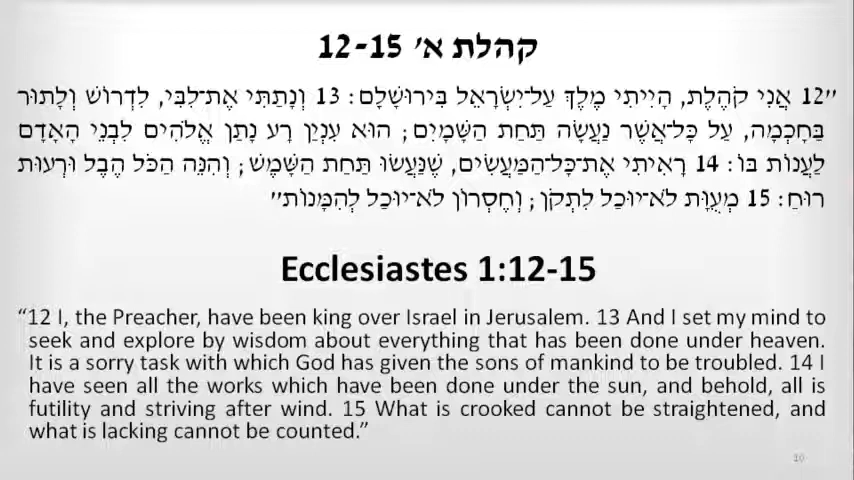 קהלת א' 12-15
"12 אֲנִי קֹהֶלֶת, הָיִיתִי מֶלֶךְ עַל־יִשְׂרָאֵל בִּירוּשָׁלִָם: 13 וְנָתַתִּי אֶת־לִבִּי, לִדְרוֹשׁ וְלָתוּר
בַּחָכְמָה, עַל כָּל־אֲשֶׁר נַעֲשָׂה תַּחַת הַשָּׁמָיִם; הוּא עִנְיַן רָע נָתַן אֱלֹהִים לִבְנֵי הָאָדָם
לַעֲנוֹת בּוֹ: 14 רָאִיתִי אֶת־כָּל־הַמַּעֲשִׂים, שֶׁנַּעֲשׂוּ תַּחַת הַשָּׁמֶשׁ; וְהִנֵּה הַכֹּל הֶבֶל וּרְעוּת
רוּחַ: 15 מְעֻוָּת לֹא־יוּכַל לִתְקֹן; וְחֶסְרוֹן לֹא־יוּכַל לְהִמָּנוֹת"
Ecclesiastes 1:12-15
“12 I, the Preacher, have been king over Israel in Jerusalem. 13 And I set my mind to
seek and explore by wisdom about everything that has been done under heaven.
It is a sorry task with which God has given the sons of mankind to be troubled. 14 I
have seen all the works which have been done under the sun, and behold, all is
futility and striving after wind. 15 What is crooked cannot be straightened, and
what is lacking cannot be counted.”
10